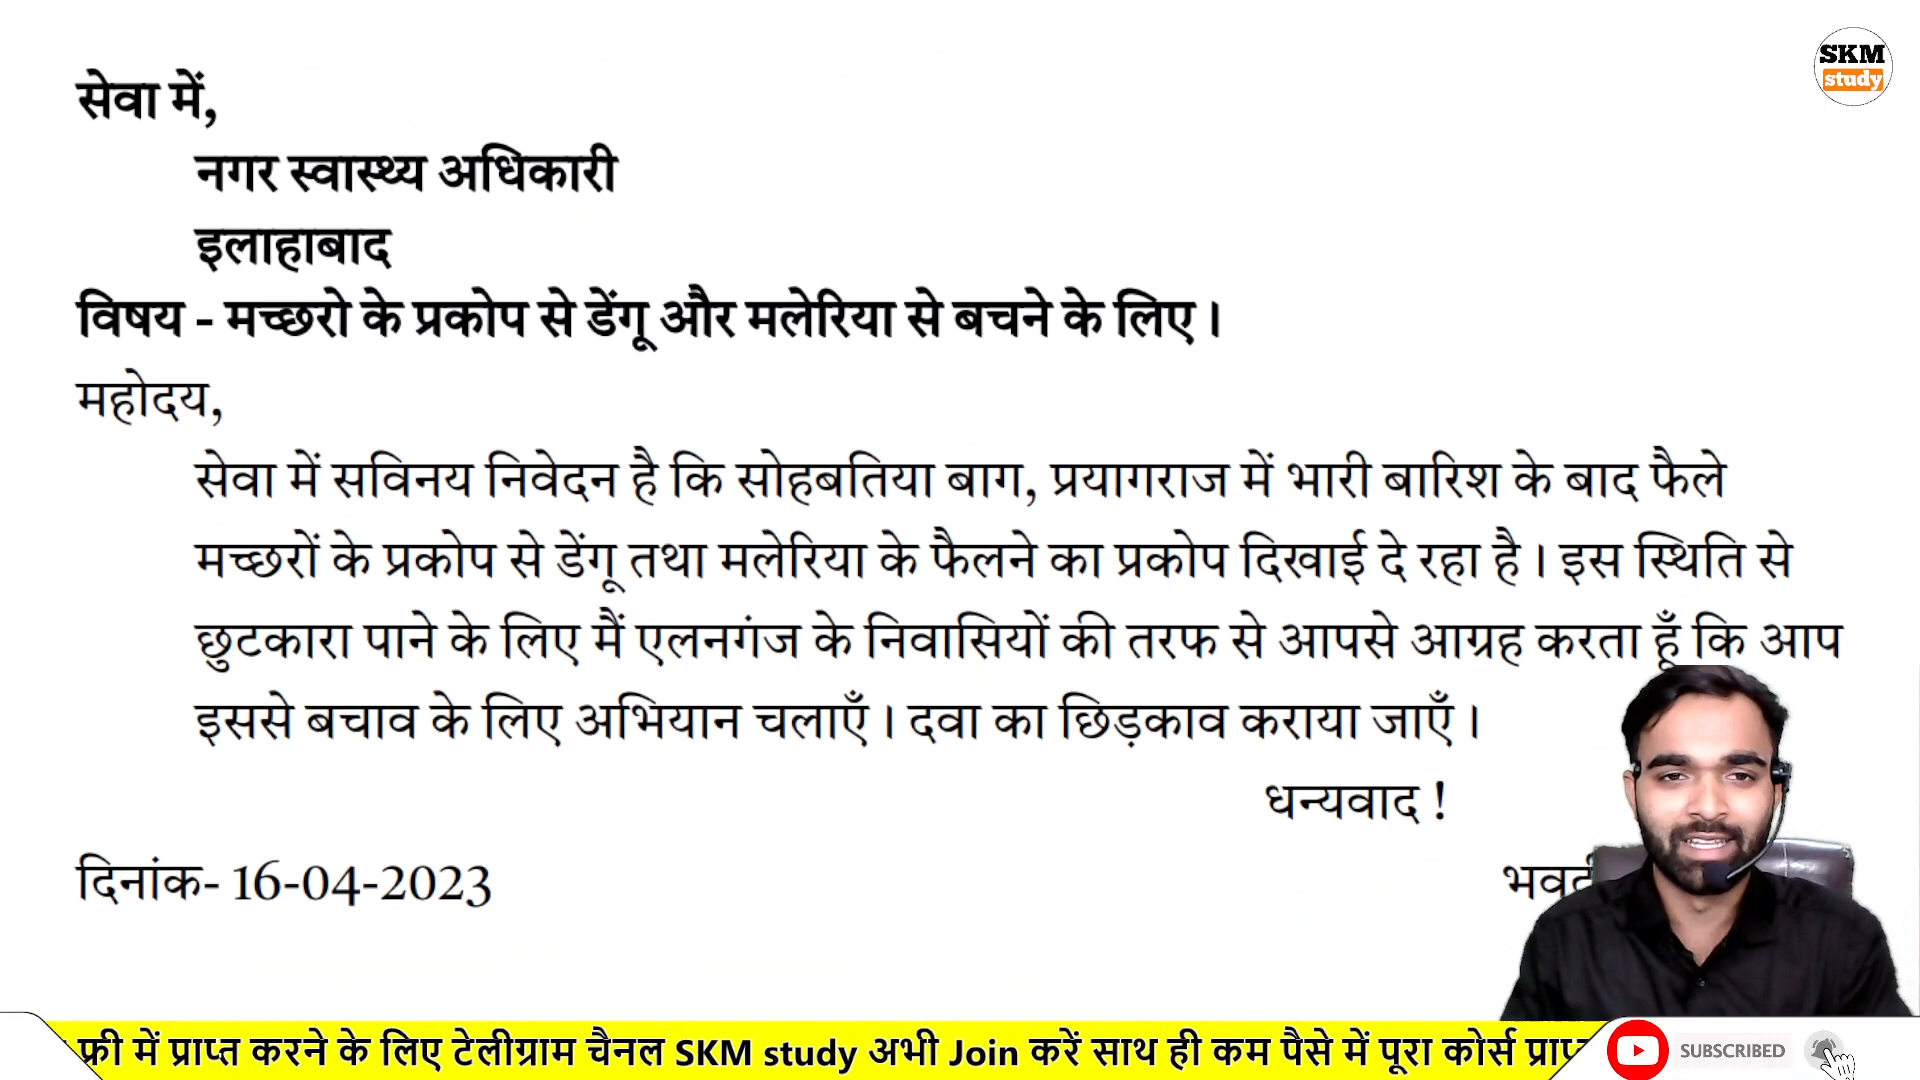 SKM
study
सेवा में,
नगर स्वास्थ्य अधिकारी
इलाहाबाद
विषय - मच्छरो के प्रकोप से डेंगू और मलेरिया से बचने के लिए।
महोदय,
सेवा में सविनय निवेदन है कि सोहबतिया बाग, प्रयागराज में भारी बारिश के बाद फैले
मच्छरों के प्रकोप से डेंगू तथा मलेरिया के फैलने का प्रकोप दिखाई दे रहा है। इस स्थिति से
छुटकारा पाने के लिए मैं एलनगंज के निवासियों की तरफ से आपसे आग्रह करता हूँ कि आप
इससे बचाव के लिए अभियान चलाएँ। दवा का छिड़काव कराया जाएँ।
धन्यवाद !
दिनांक- 16-04-2023
फ्री में प्राप्त करने के लिए टेलीग्राम चैनल SKM study अभी Join करें साथ ही कम पैसे में पूरा कोर्स
SUBSCRIBED